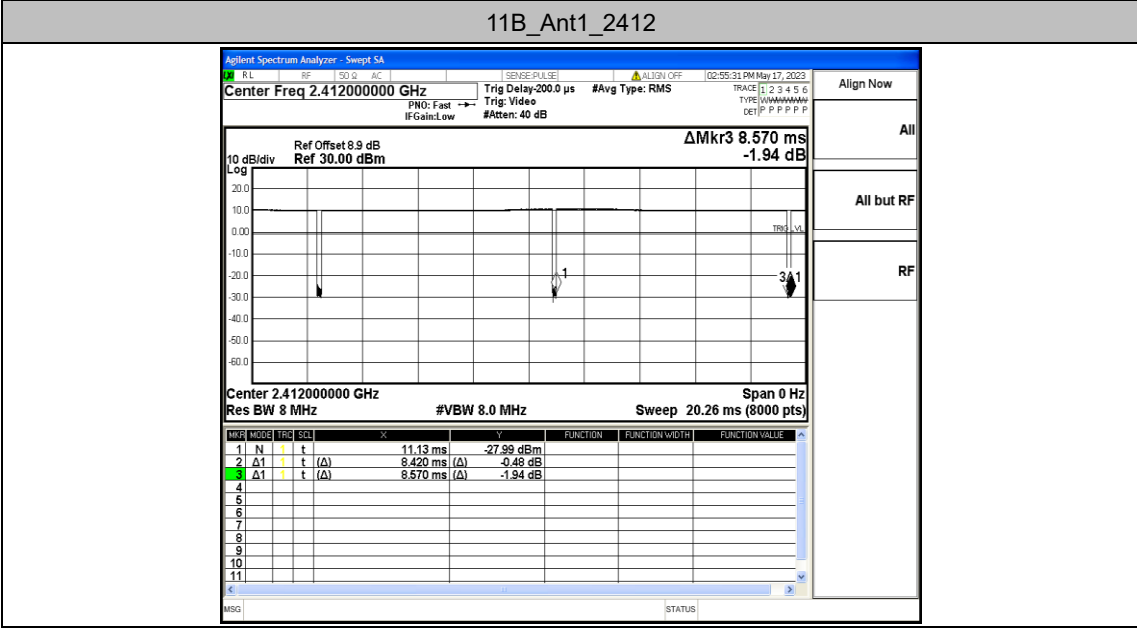 11B_Ant1_2412
Agilent Spectrum Analyzer - Swept SA
LXI RL RF 50 Ω AC SENSE:PULSE ALIGN OFF 02:55:31 PM May 17, 2023
Center Freq 2.412000000 GHz
PNO: Fast
IFGain:Low
Trig Delay-200.0 µs #Avg Type: RMS
Trig: Video
#Atten: 40 dB
TRACE 1 2 3 4 5 6
TYPE WWWWWW
DET P P P P P P
Align Now
All
All but RF
RF
ΔMkr3 8.570 ms
-1.94 dB
Ref Offset 8.9 dB
10 dB/div Ref 30.00 dBm
Log
20.0
10.0
0.00
-10.0
-20.0
-30.0
-40.0
-50.0
-60.0
TRIG LVL
1
3Δ1
Center 2.412000000 GHz Span 0 Hz
Res BW 8 MHz #VBW 8.0 MHz Sweep 20.26 ms (8000 pts)
MKR MODE TRC SCL X Y FUNCTION FUNCTION WIDTH FUNCTION VALUE
1 N 1 t 11.13 ms -27.99 dBm
2 Δ1 1 t (Δ) 8.420 ms (Δ) -0.48 dB
3 Δ1 1 t (Δ) 8.570 ms (Δ) -1.94 dB
4
5
6
7
8
9
10
11
MSG STATUS